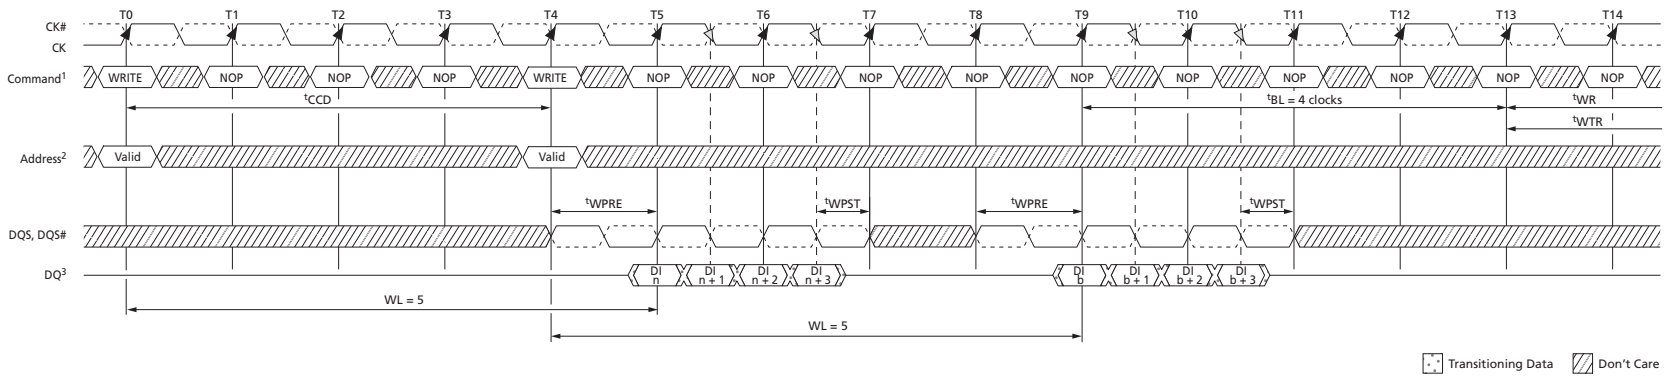 T0 T1 T2 T3 T4 T5 T6 T7 T8 T9 T10 T11 T12 T13 T14
CK#
CK
Command1 WRITE NOP NOP NOP WRITE NOP NOP NOP NOP NOP NOP NOP NOP NOP NOP
tCCD tBL = 4 clocks tWR
tWTR
Address2 Valid Valid
tWPRE tWPST tWPRE tWPST
DQS, DQS#
DQ3 DI n DI n + 1 DI n + 2 DI n + 3 DI b DI b + 1 DI b + 2 DI b + 3
WL = 5
WL = 5
Transitioning Data Don't Care